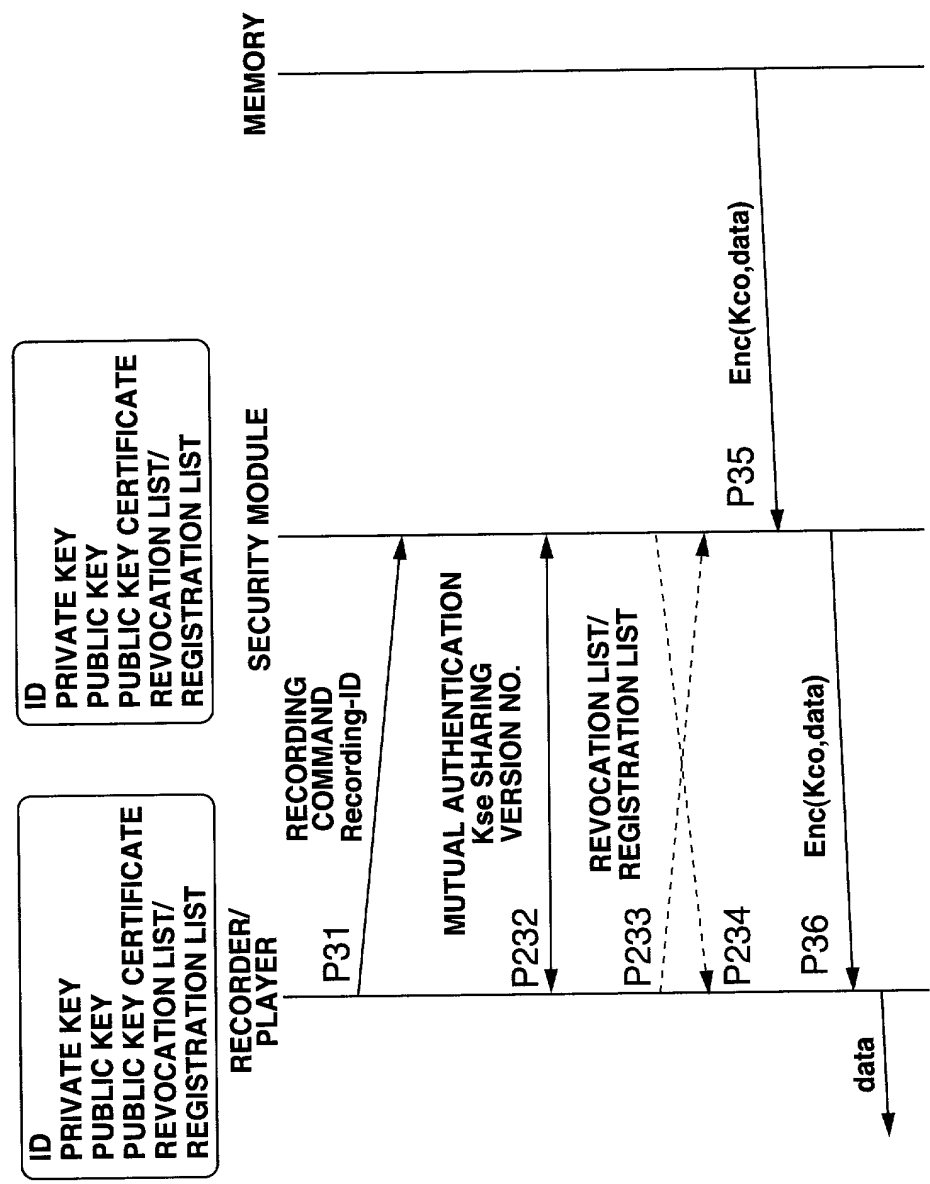 ID
PRIVATE KEY
PUBLIC KEY
PUBLIC KEY CERTIFICATE
REVOCATION LIST/
REGISTRATION LIST
ID
PRIVATE KEY
PUBLIC KEY
PUBLIC KEY CERTIFICATE
REVOCATION LIST/
REGISTRATION LIST
RECORDER/
PLAYER
SECURITY MODULE
MEMORY
RECORDING
COMMAND
Recording-ID
P31
MUTUAL AUTHENTICATION
Kse SHARING
VERSION NO.
P232
REVOCATION LIST/
REGISTRATION LIST
P233
P234
Enc(Kco,data)
P35
Enc(Kco,data)
P36
data